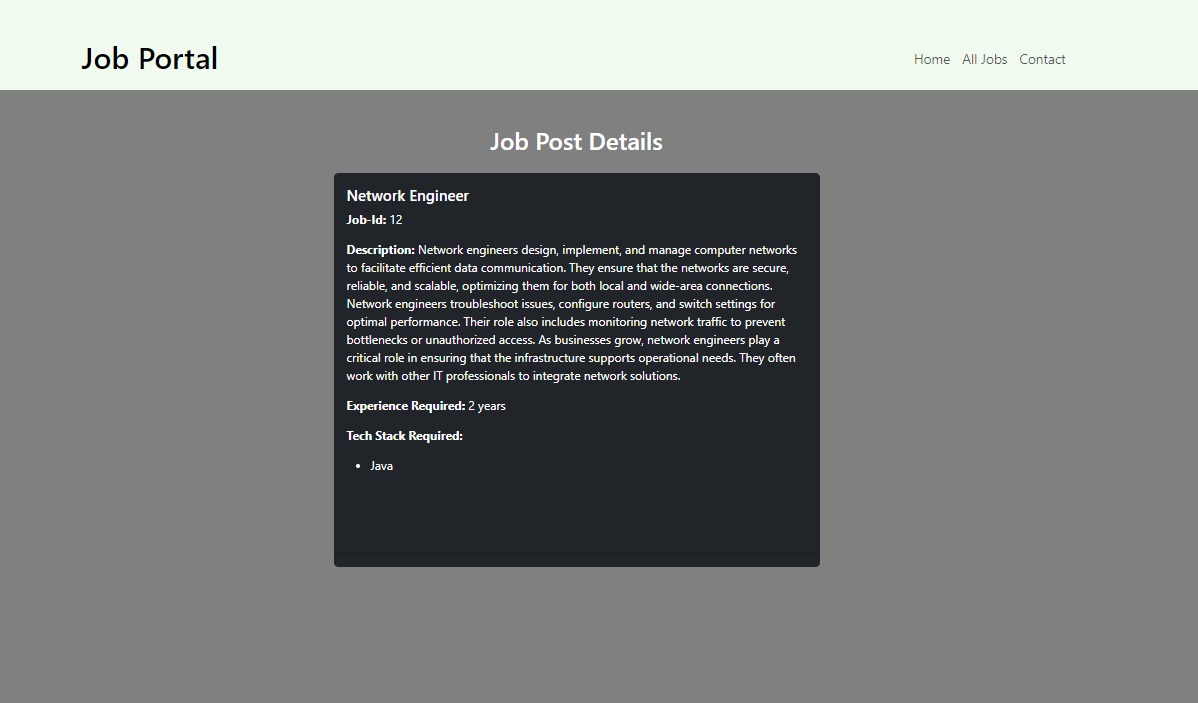 Job Portal
Home All Jobs Contact
Job Post Details
Network Engineer
Job-Id: 12
Description: Network engineers design, implement, and manage computer networks
to facilitate efficient data communication. They ensure that the networks are secure,
reliable, and scalable, optimizing them for both local and wide-area connections.
Network engineers troubleshoot issues, configure routers, and switch settings for
optimal performance. Their role also includes monitoring network traffic to prevent
bottlenecks or unauthorized access. As businesses grow, network engineers play a
critical role in ensuring that the infrastructure supports operational needs. They often
work with other IT professionals to integrate network solutions.
Experience Required: 2 years
Tech Stack Required:
• Java